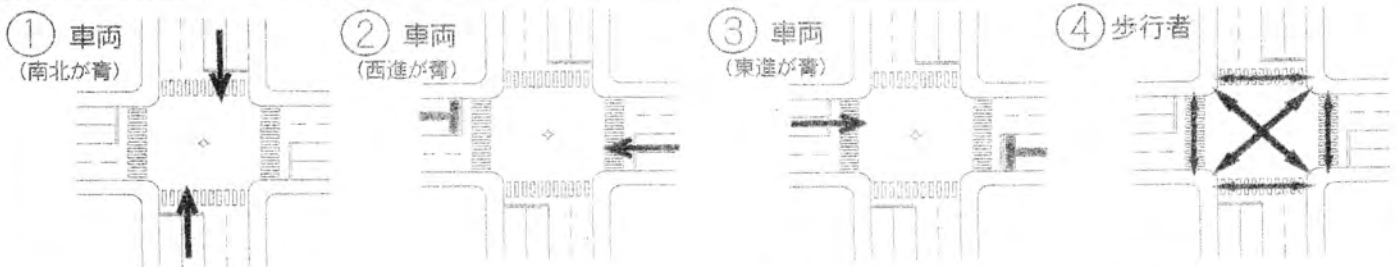 ① 車両
(南北が青)
② 車両
(西進が青)
③ 車両
(東進が青)
④ 歩行者